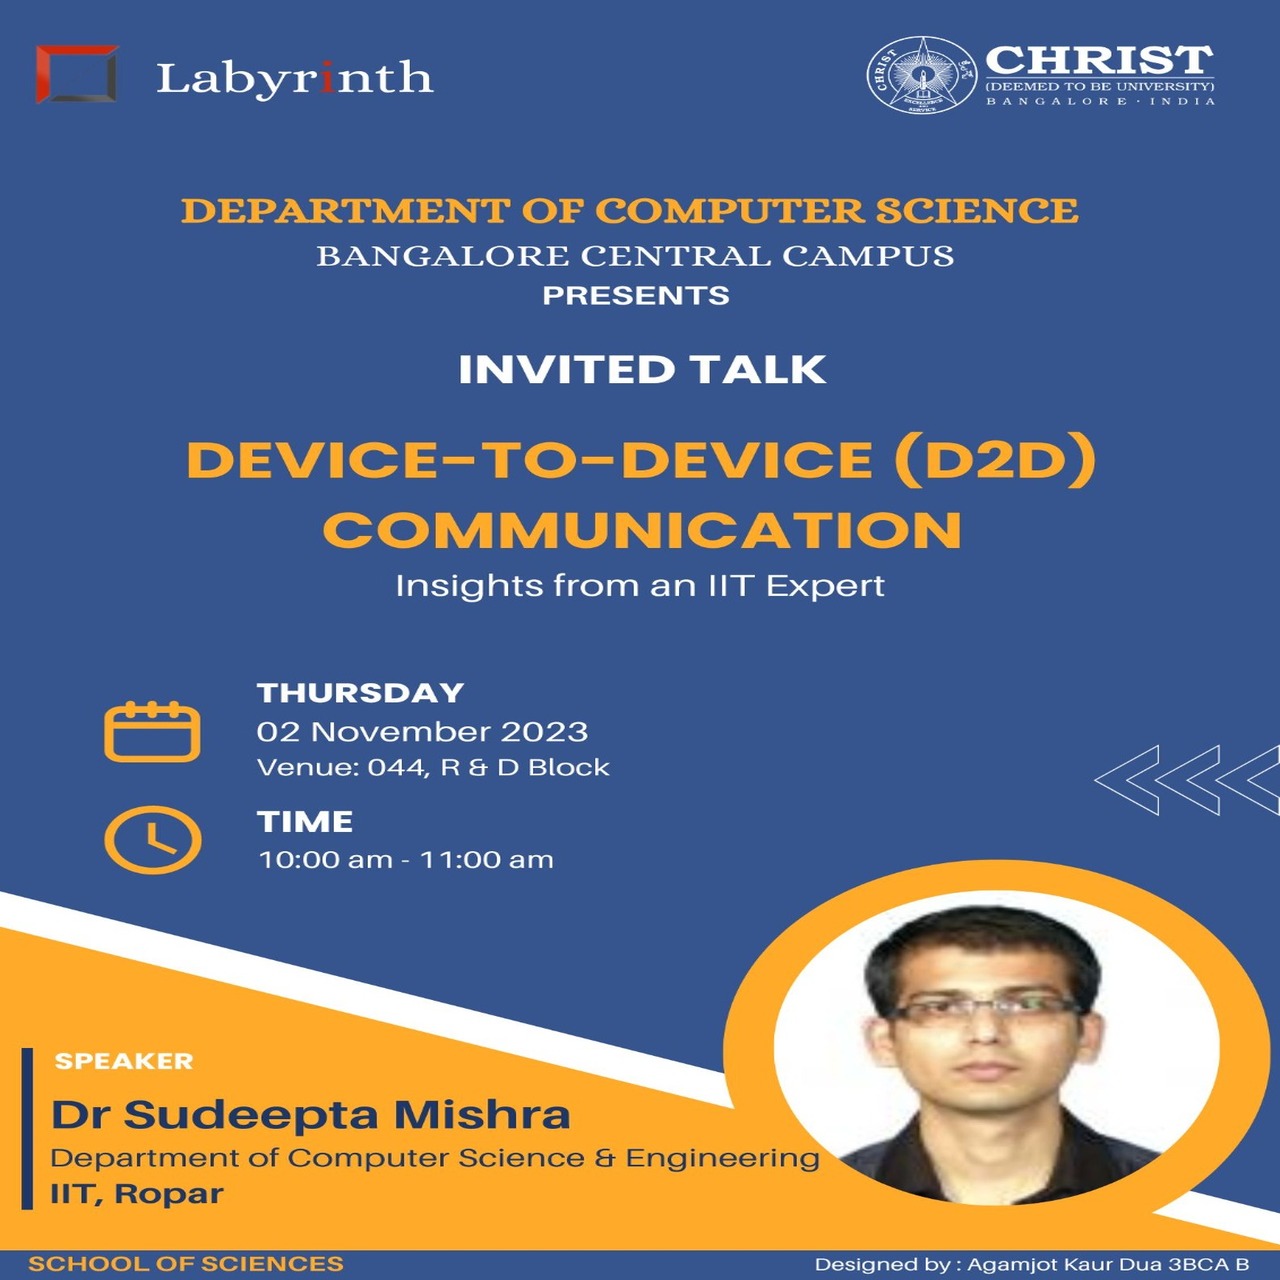 Labyrinth
CHRIST
(DEEMED TO BE UNIVERSITY)
BANGALORE · INDIA
CHRIST
EXCELLENCE
SERVICE
DEPARTMENT OF COMPUTER SCIENCE
BANGALORE CENTRAL CAMPUS
PRESENTS
INVITED TALK
DEVICE-TO-DEVICE (D2D)
COMMUNICATION
Insights from an IIT Expert
THURSDAY
02 November 2023
Venue: 044, R & D Block
TIME
10:00 am - 11:00 am
SPEAKER
Dr Sudeepta Mishra
Department of Computer Science & Engineering
IIT, Ropar
SCHOOL OF SCIENCES
Designed by : Agamjot Kaur Dua 3BCA B